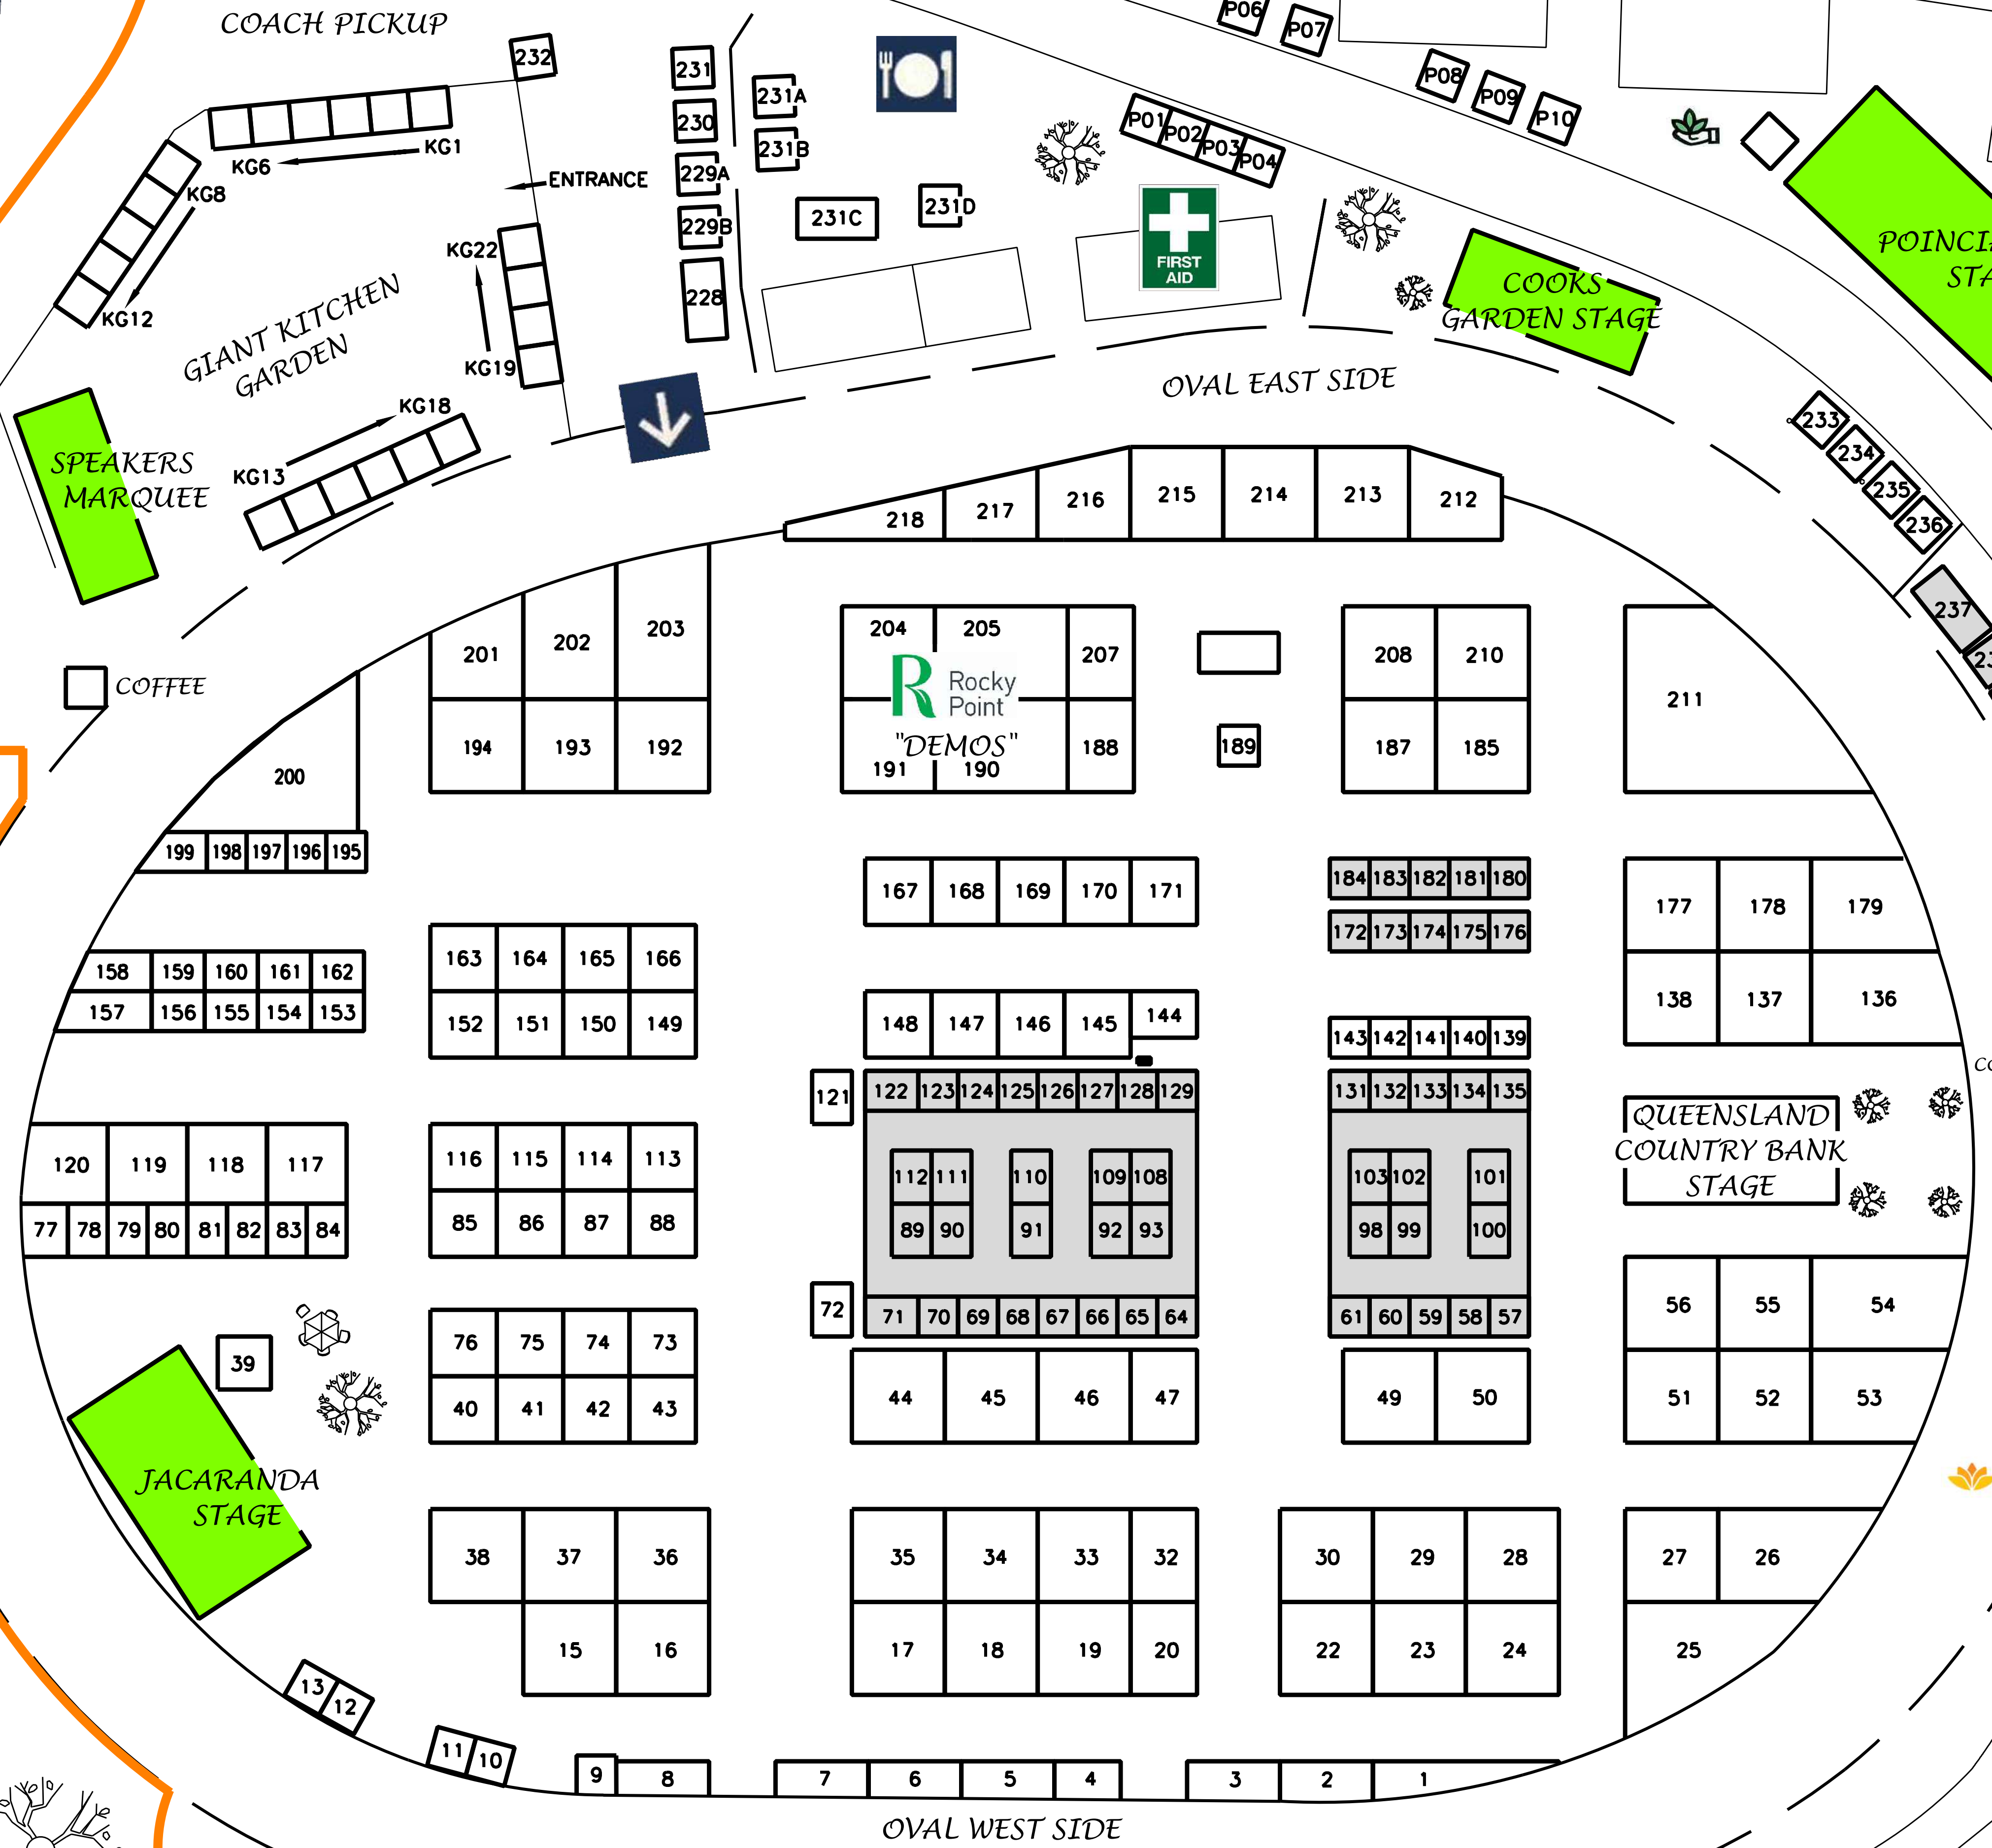 COACH PICKUP
232
231
231A
230
231B
229A
229B
228
231C
231D
P06
P07
P08
P09
P10
P01 P02 P03 P04
KG6
KG1
KG8
KG12
ENTRANCE
KG22
KG19
GIANT KITCHEN
GARDEN
KG18
KG13
SPEAKERS
MARQUEE
FIRST
AID
COOKS
GARDEN STAGE
OVAL EAST SIDE
233
234
235
236
237
218 217 216 215 214 213 212
COFFEE
201 202 203
204 205 207
208 210
211
Rocky
Point
"DEMOS"
194 193 192
191 190 188
189
187 185
200
199 198 197 196 195
167 168 169 170 171
184 183 182 181 180
172 173 174 175 176
177 178 179
158 159 160 161 162
157 156 155 154 153
163 164 165 166
152 151 150 149
148 147 146 145 144
143 142 141 140 139
138 137 136
121
122 123 124 125 126 127 128 129
131 132 133 134 135
QUEENSLAND
COUNTRY BANK
STAGE
120 119 118 117
77 78 79 80 81 82 83 84
116 115 114 113
85 86 87 88
112 111 110 109 108
89 90 91 92 93
103 102 101
98 99 100
72
71 70 69 68 67 66 65 64
61 60 59 58 57
56 55 54
39
76 75 74 73
40 41 42 43
44 45 46 47
49 50
51 52 53
JACARANDA
STAGE
38 37 36
35 34 33 32
30 29 28
27 26
15 16
17 18 19 20
22 23 24
25
13 12
11 10
9 8
7 6 5 4
3 2 1
OVAL WEST SIDE